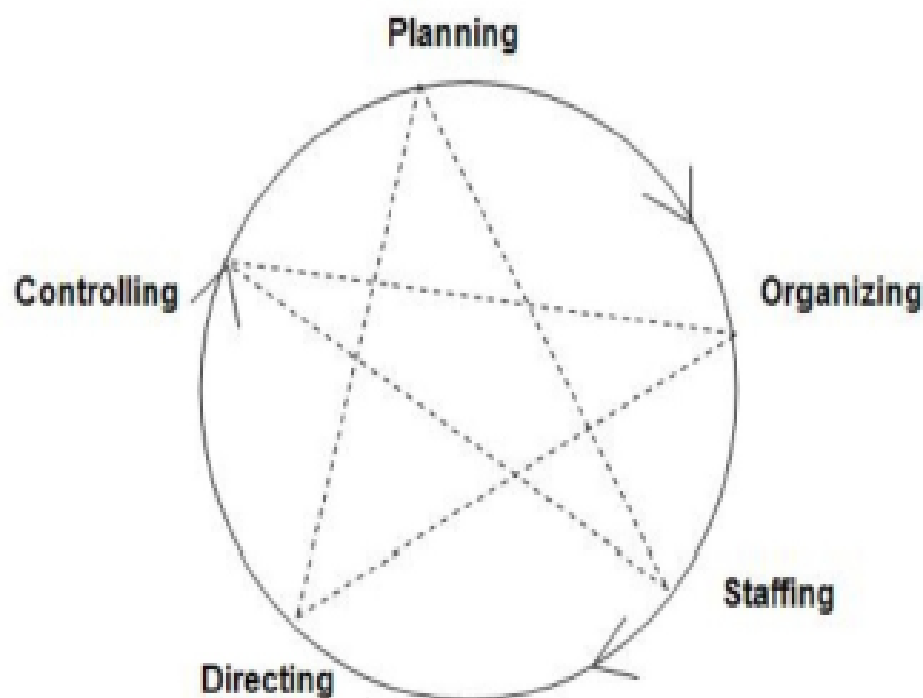 Planning
Controlling
Organizing
Staffing
Directing